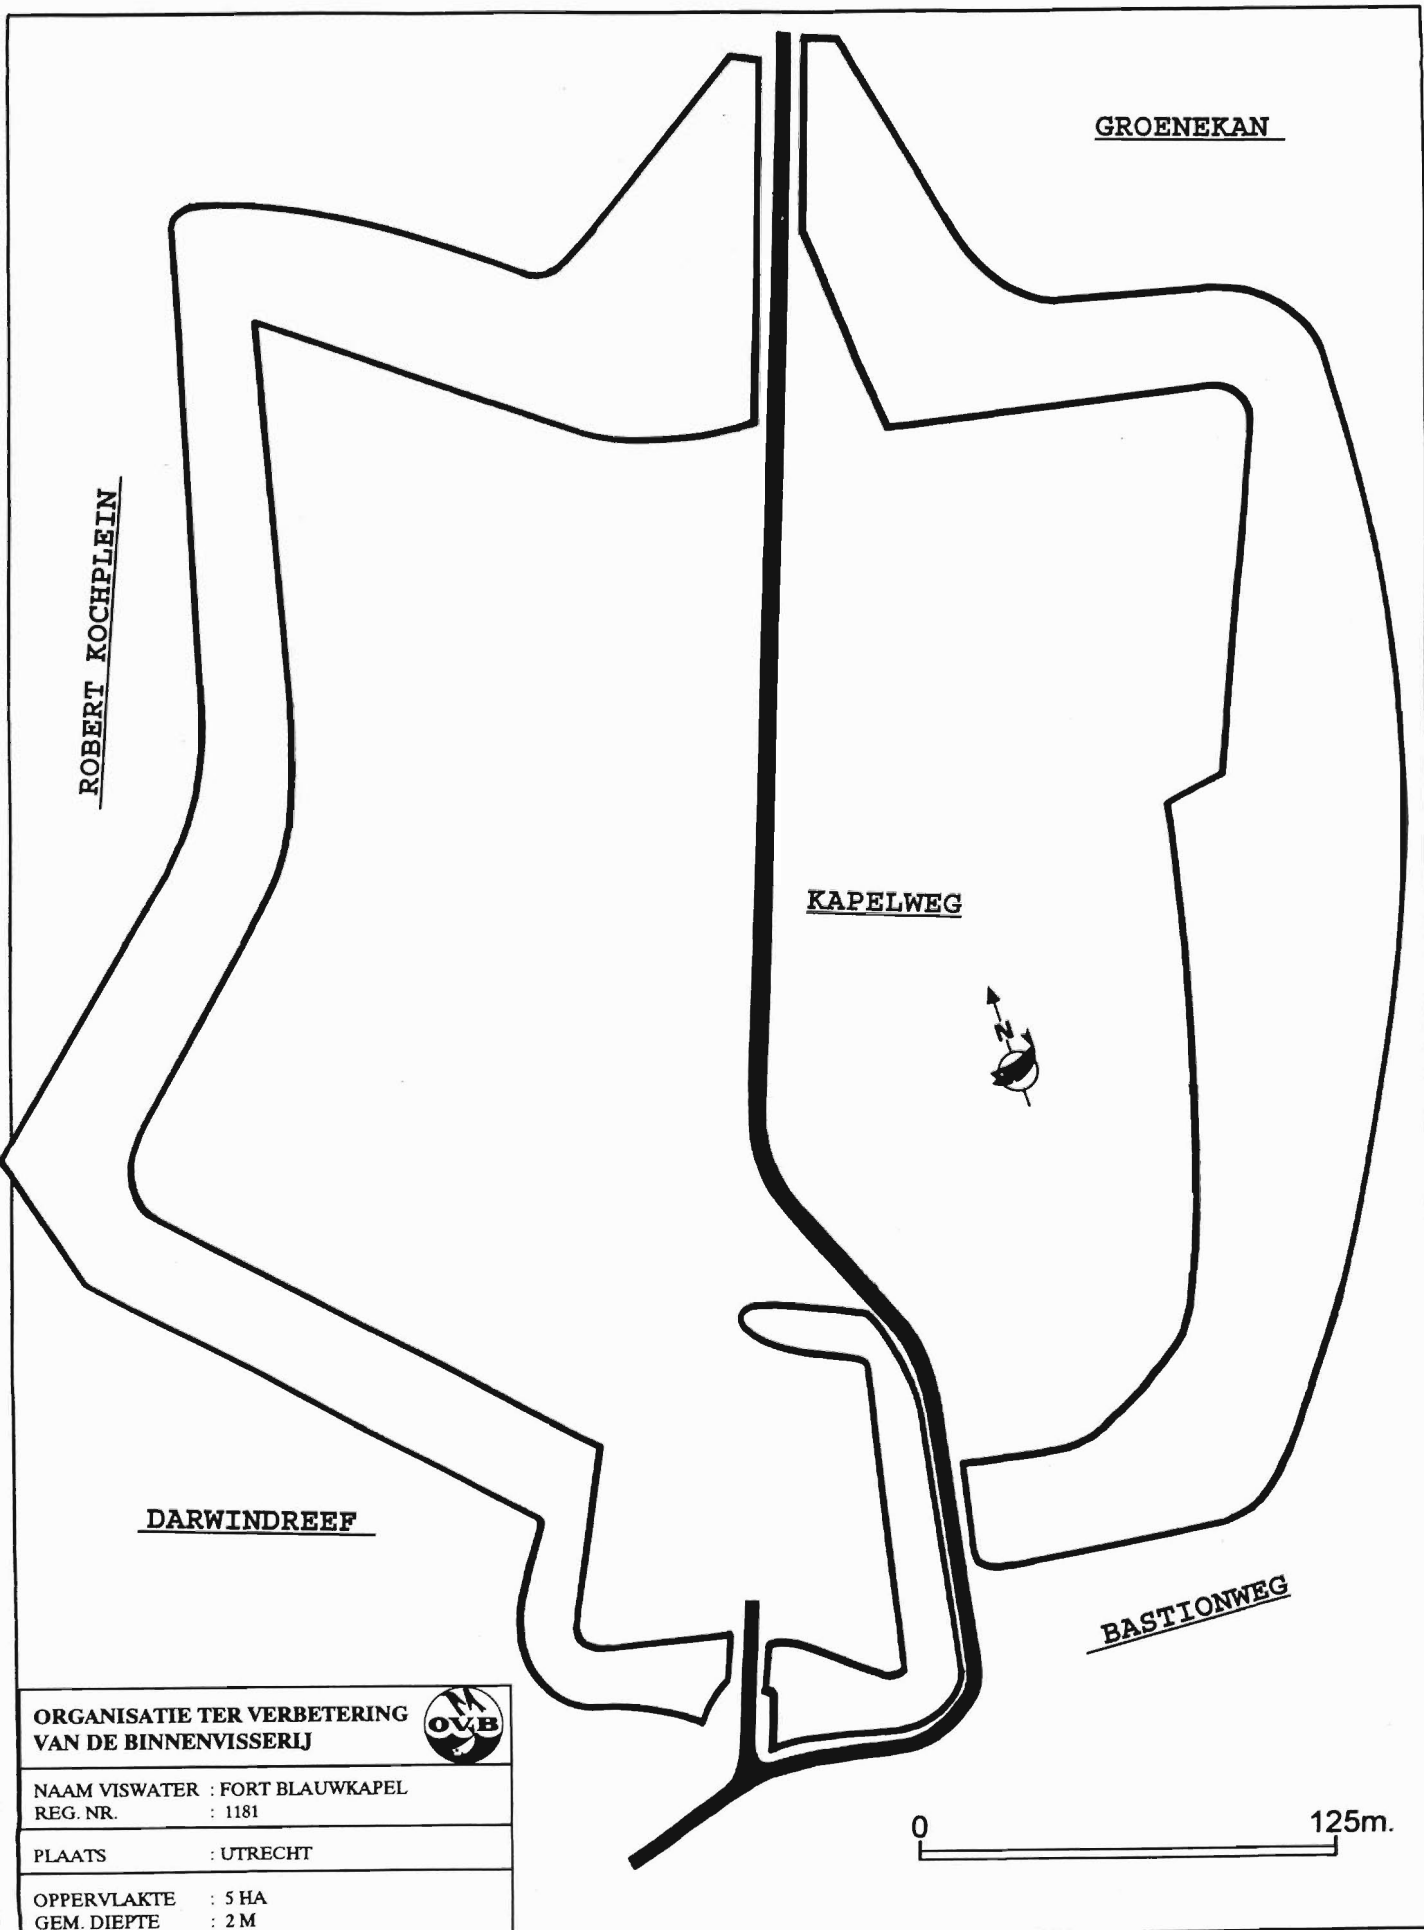 GROENEKAN
ROBERT KOCHPLEIN
KAPELWEG
N
DARWINDREEF
BASTIONWEG
ORGANISATIE TER VERBETERING
VAN DE BINNENVISSERIJ
OVB
NAAM VISWATER : FORT BLAUWKAPEL
REG. NR. : 1181
PLAATS : UTRECHT
OPPERVLAKTE : 5 HA
GEM. DIEPTE : 2 M
0 125m.